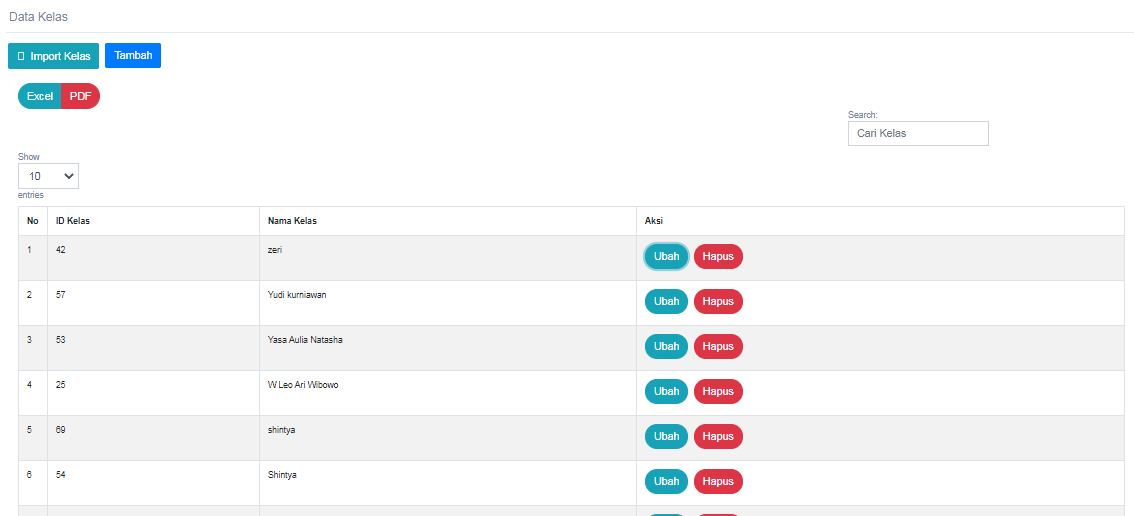 Data Kelas
Import Kelas Tambah
Excel PDF
Search:
Cari Kelas
Show
10
entries
No ID Kelas Nama Kelas Aksi
1 42 zeri Ubah Hapus
2 57 Yudi kurniawan Ubah Hapus
3 53 Yasa Aulia Natasha Ubah Hapus
4 25 W Leo Ari Wibowo Ubah Hapus
5 69 shintya Ubah Hapus
6 54 Shintya Ubah Hapus